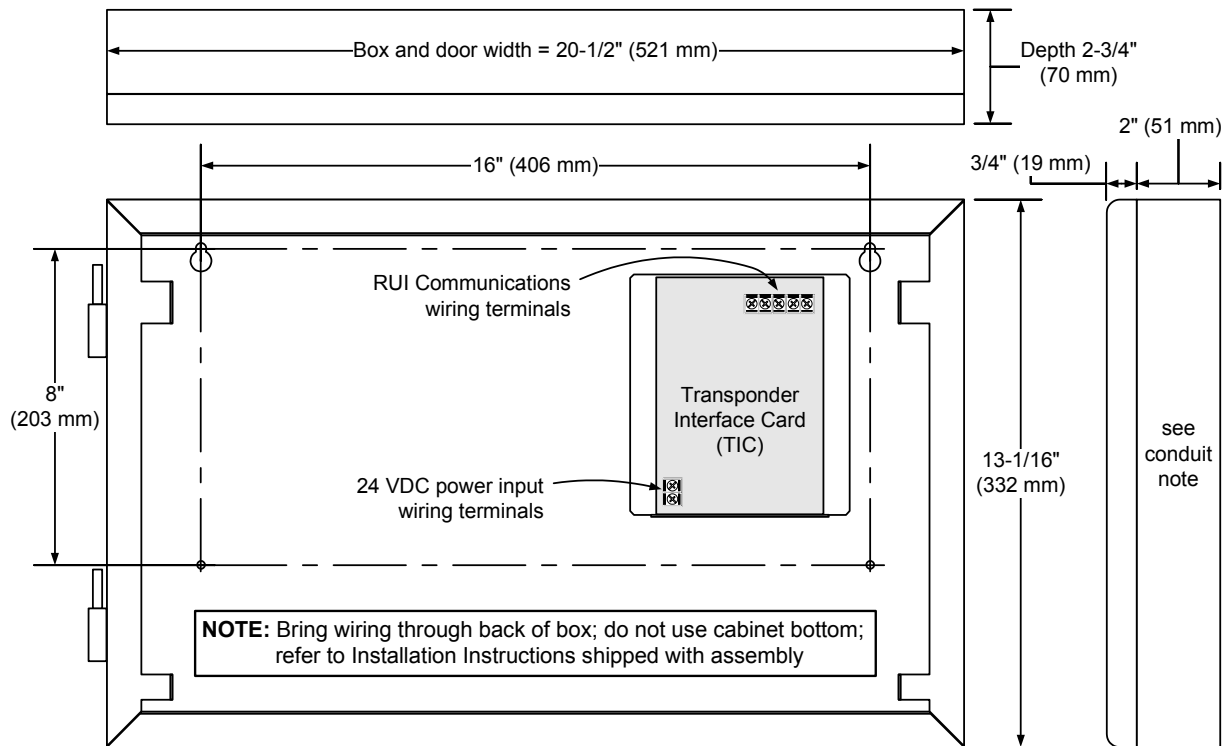 Box and door width = 20-1/2" (521 mm)
Depth 2-3/4"
(70 mm)
2" (51 mm)
3/4" (19 mm)
16" (406 mm)
RUI Communications
wiring terminals
8"
(203 mm)
Transponder
Interface Card
(TIC)
13-1/16"
(332 mm)
see
conduit
note
24 VDC power input
wiring terminals
NOTE: Bring wiring through back of box; do not use cabinet bottom;
refer to Installation Instructions shipped with assembly